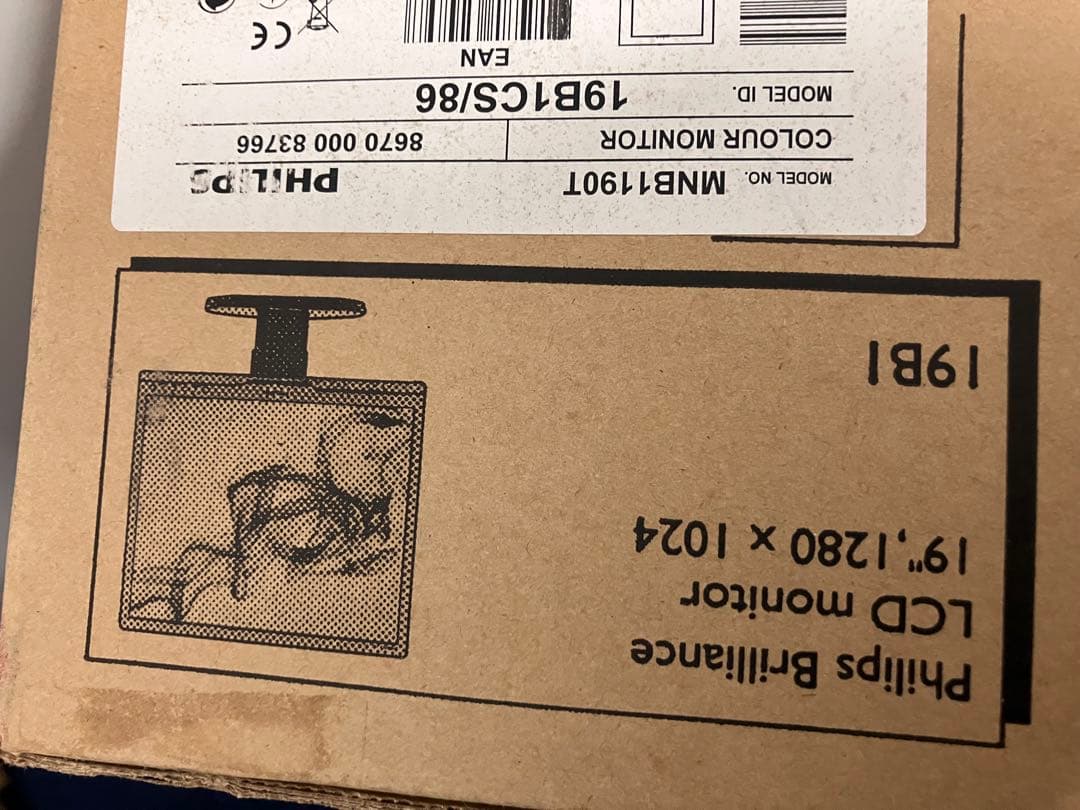 Philips Brilliance
LCD monitor
19", 1280 x 1024
19B1
MODEL NO. MNB1190T PHILIPS
COLOUR MONITOR 8670 000 83766
MODEL ID. 19B1CS/86
EAN
CE